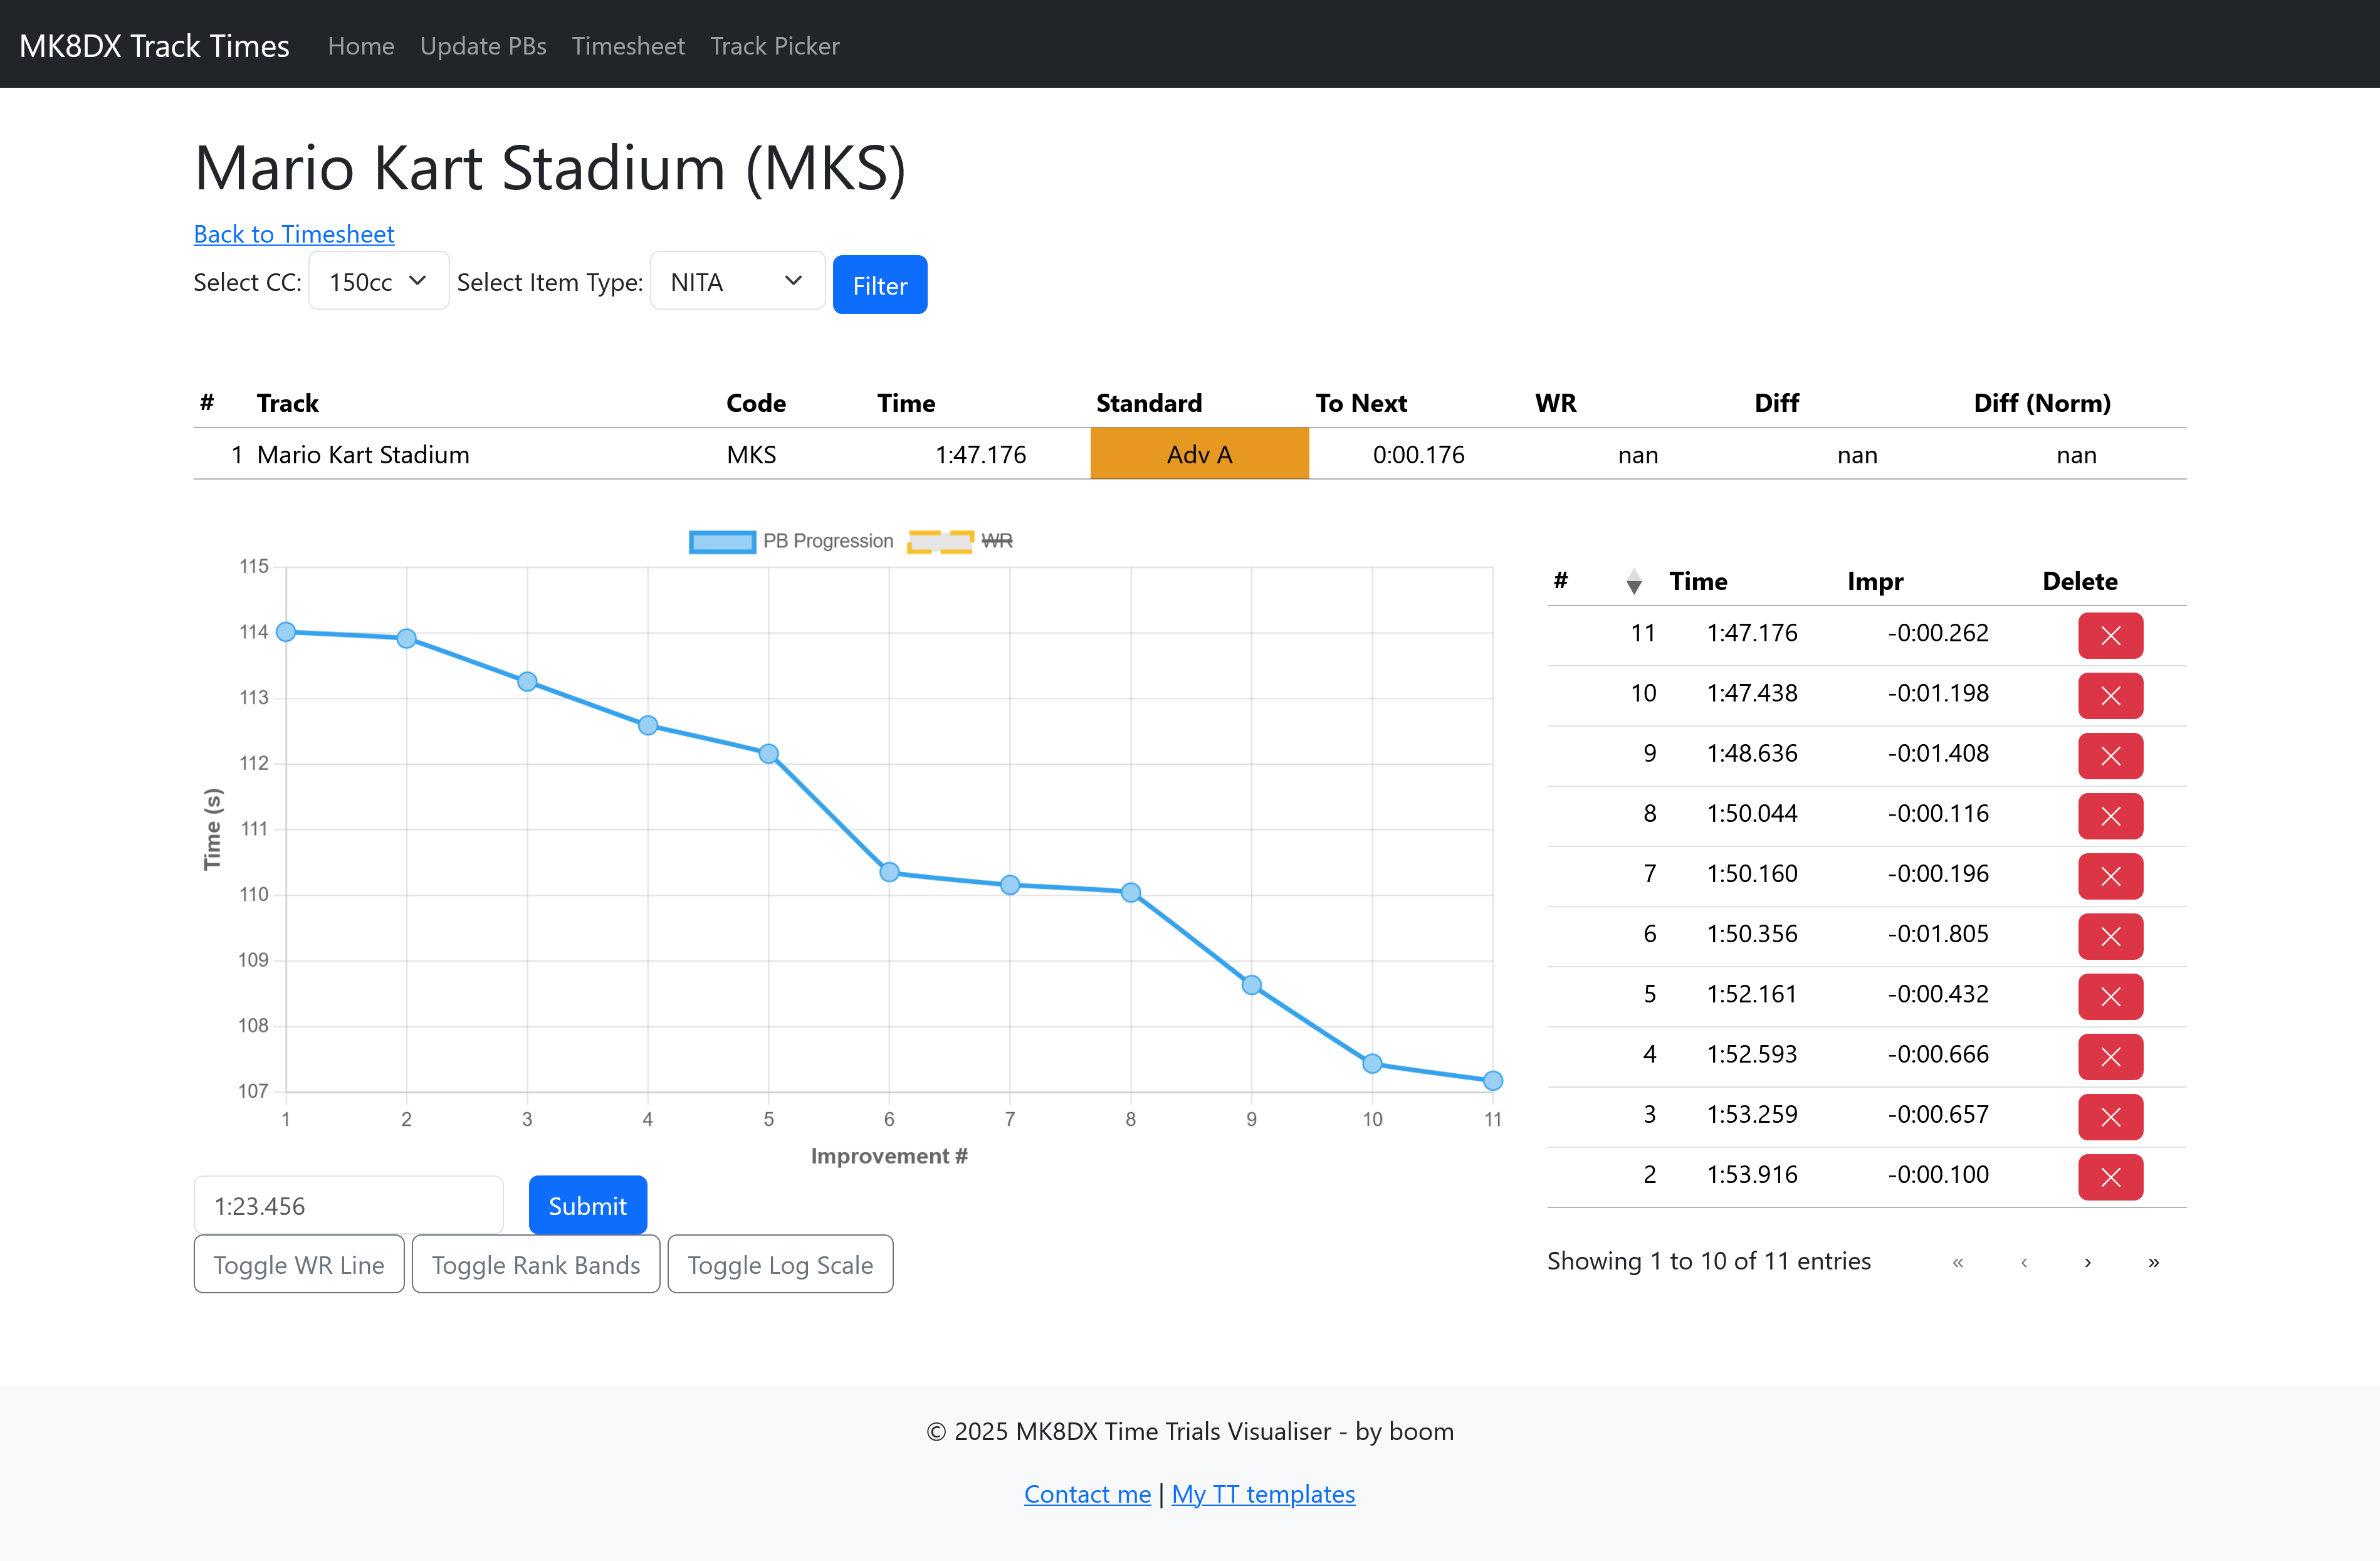 MK8DX Track Times Home Update PBs Timesheet Track Picker
Mario Kart Stadium (MKS)
Back to Timesheet
Select CC: 150cc Select Item Type: NITA Filter
# Track Code Time Standard To Next WR Diff Diff (Norm)
1 Mario Kart Stadium MKS 1:47.176 Adv A 0:00.176 nan nan nan
PB Progression WR
115
114
113
112
111
110
109
108
107
Time (s)
1 2 3 4 5 6 7 8 9 10 11
Improvement #
1:23.456 Submit
Toggle WR Line Toggle Rank Bands Toggle Log Scale
# Time Impr Delete
11 1:47.176 -0:00.262
10 1:47.438 -0:01.198
9 1:48.636 -0:01.408
8 1:50.044 -0:00.116
7 1:50.160 -0:00.196
6 1:50.356 -0:01.805
5 1:52.161 -0:00.432
4 1:52.593 -0:00.666
3 1:53.259 -0:00.657
2 1:53.916 -0:00.100
Showing 1 to 10 of 11 entries « ‹ › »
© 2025 MK8DX Time Trials Visualiser - by boom
Contact me | My TT templates